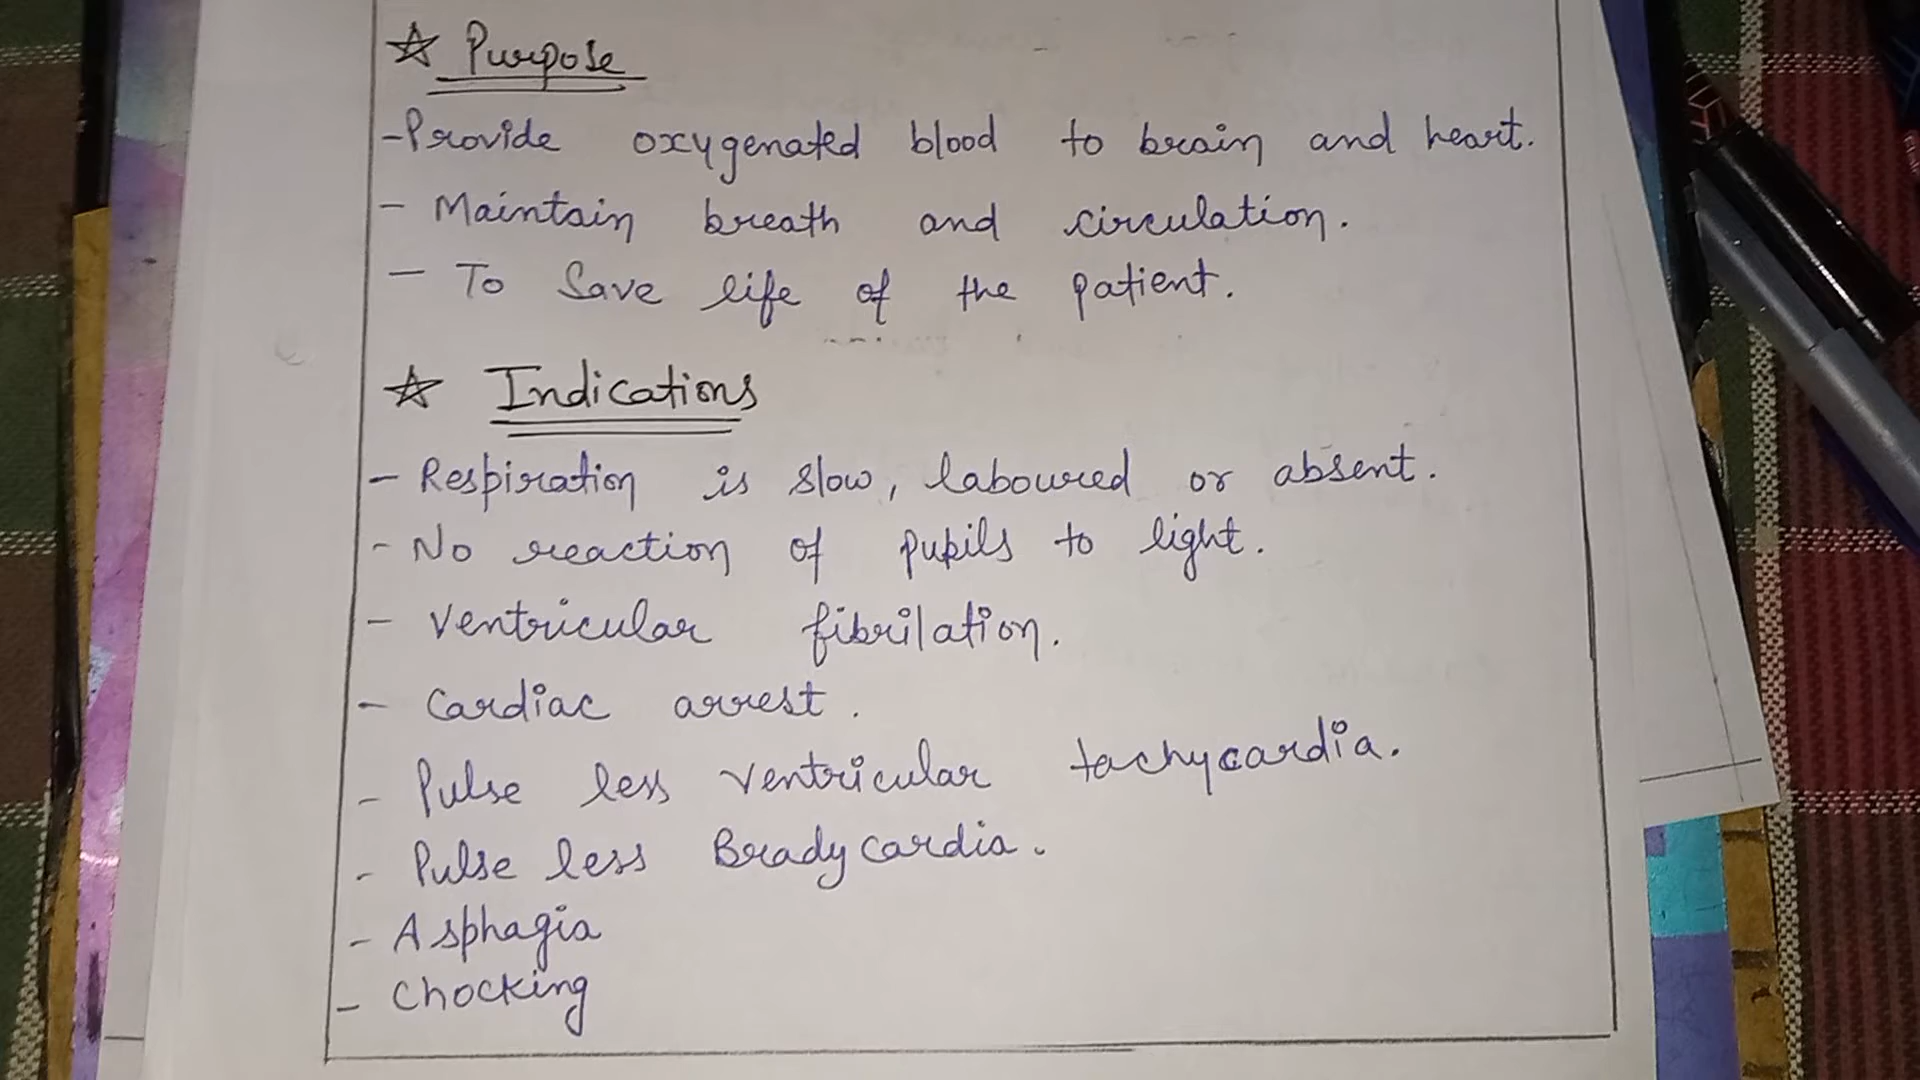 ☆ Purpose
- Provide oxygenated blood to brain and heart.
- Maintain breath and circulation.
- To Save life of the patient.
☆ Indications
- Respiration is slow, laboured or absent.
- No reaction of pupils to light.
- Ventricular fibrilation.
- Cardiac arrest.
- Pulse less ventricular tachycardia.
- Pulse less Bradycardia.
- Asphagia
- Chocking